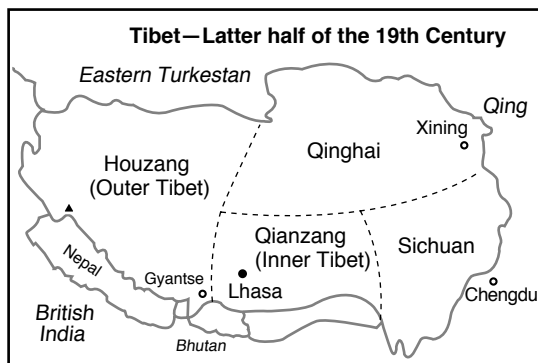 Tibet—Latter half of the 19th Century
Eastern Turkestan
Qing
Xining
Qinghai
Houzang
(Outer Tibet)
Qianzang
(Inner Tibet)
Sichuan
Nepal
Gyantse
Lhasa
Chengdu
British
India
Bhutan